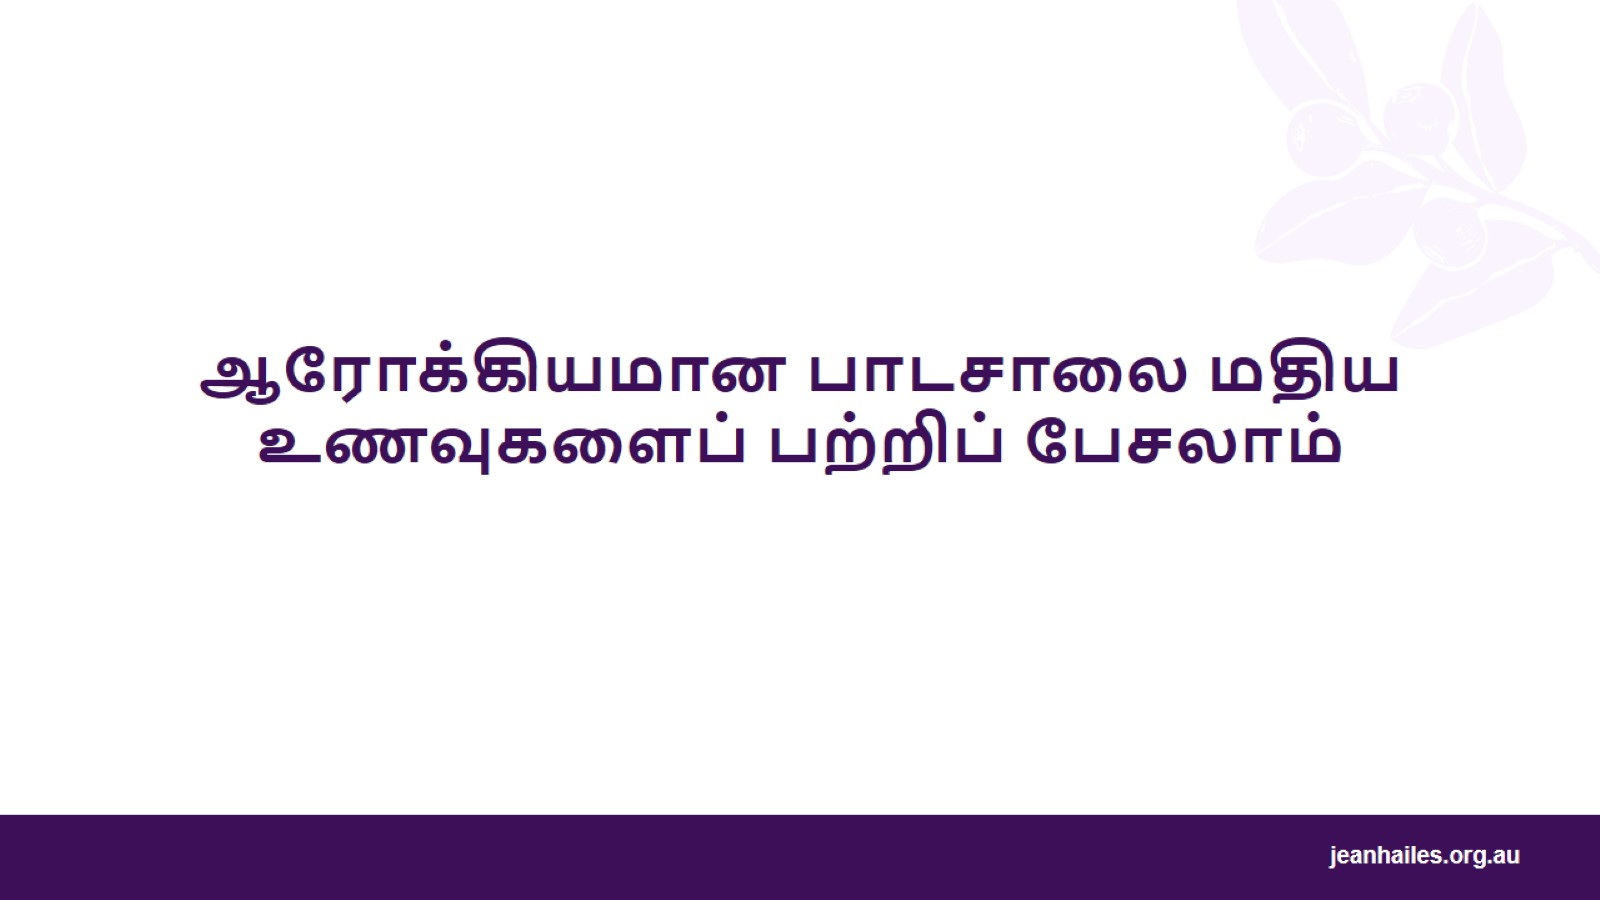 ஆரோக்கியமான பாடசாலை மதிய
உணவுகளைப் பற்றிப் பேசலாம்
jeanhailes.org.au